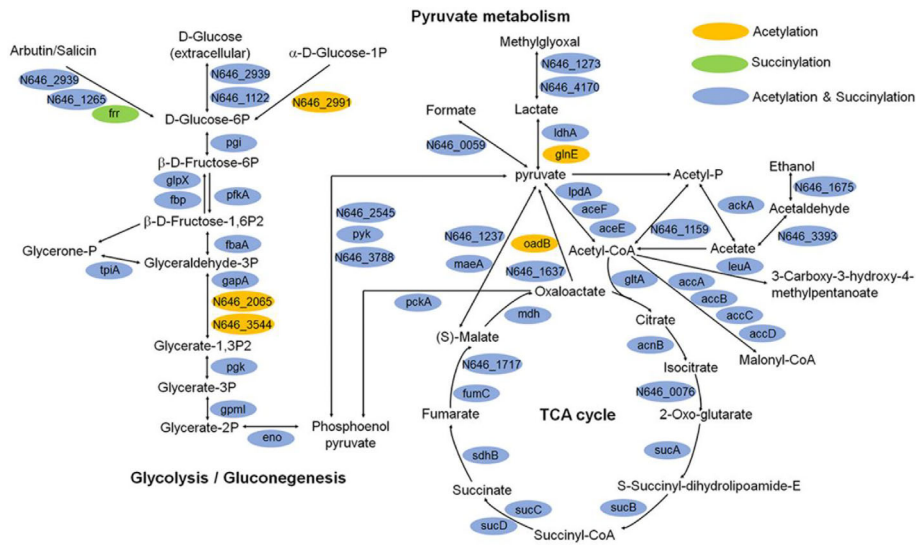 Pyruvate metabolism
Acetylation
Succinylation
Acetylation & Succinylation
Arbutin/Salicin
D-Glucose
(extracellular)
α-D-Glucose-1P
Methylglyoxal
N646_2939
N646_1265
frr
N646_2939
N646_1122
N646_2991
N646_1273
N646_4170
D-Glucose-6P
Formate
Lactate
pgi
N646_0059
ldhA
glnE
β-D-Fructose-6P
glpX
fbp
pfkA
pyruvate
Acetyl-P
Ethanol
N646_1675
Acetaldehyde
β-D-Fructose-1,6P2
N646_2545
pyk
N646_3788
lpdA
aceF
aceE
ackA
N646_1159
N646_3393
Glycerone-P
fbaA
tpiA
Glyceraldehyde-3P
N646_1237
maeA
oadB
N646_1637
Acetyl-CoA
Acetate
leuA
gapA
N646_2065
N646_3544
pckA
Oxaloactate
gltA
accA
accB
accC
accD
3-Carboxy-3-hydroxy-4-
methylpentanoate
mdh
Citrate
(S)-Malate
acnB
Malonyl-CoA
Glycerate-1,3P2
pgk
N646_1717
Isocitrate
Glycerate-3P
fumC
N646_0076
gpmI
Fumarate
TCA cycle
2-Oxo-glutarate
Glycerate-2P
eno
Phosphoenol
pyruvate
sdhB
sucA
Glycolysis / Gluconegenesis
Succinate
S-Succinyl-dihydrolipoamide-E
sucC
sucD
sucB
Succinyl-CoA